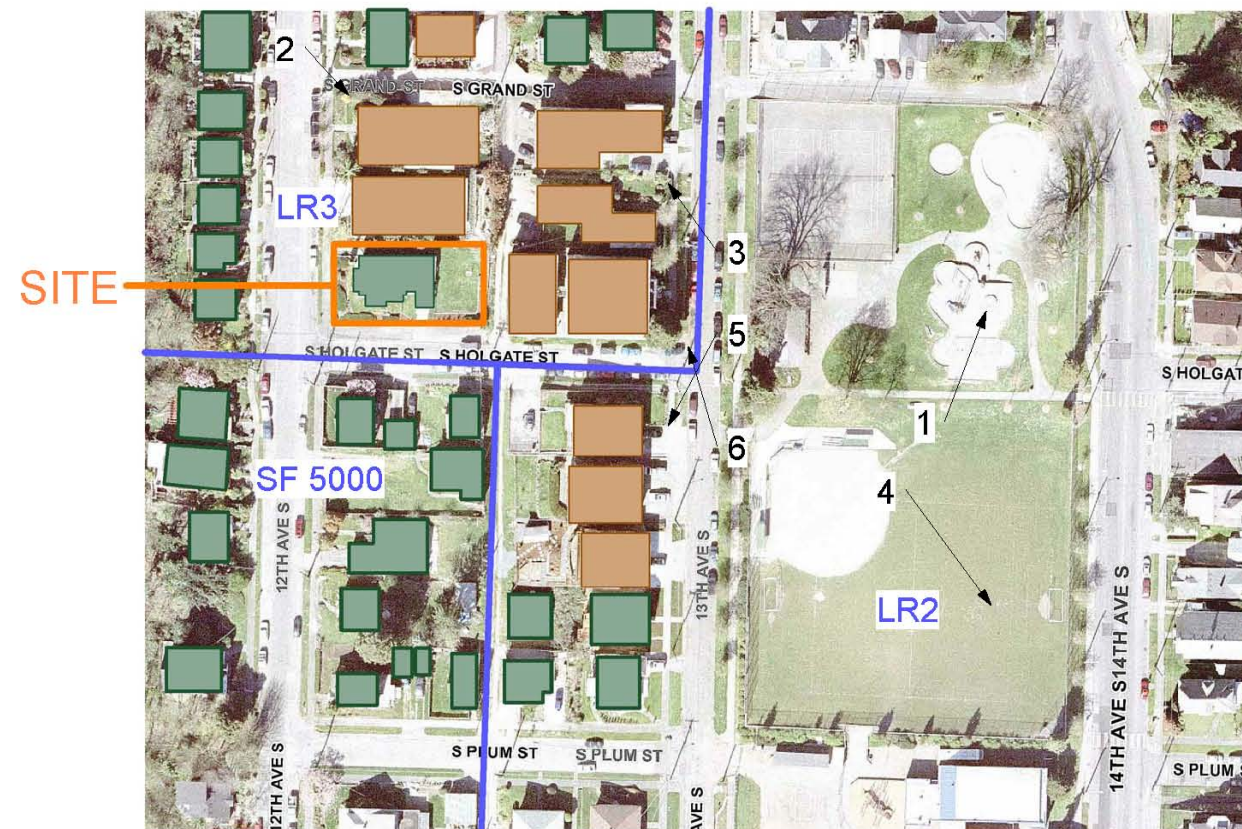 2
S GRAND ST
S GRAND ST
LR3
3
SITE
5
S HOLGATE ST
S HOLGATE ST
S HOLGAT
1
6
SF 5000
4
12TH AVE S
13TH AVE S
LR2
14TH AVE S
14TH AVE S
S PLUM ST
S PLUM ST
S PLUM S
12TH AVE S
AVE S